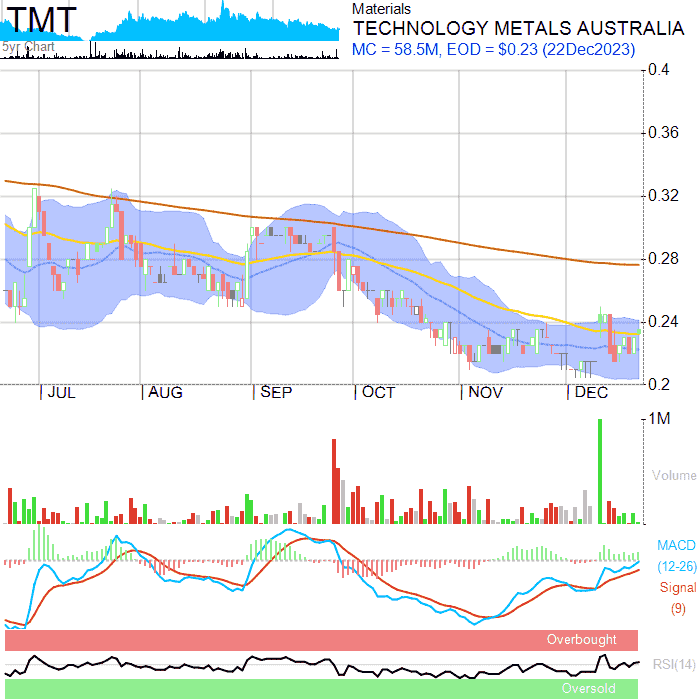 TMT
5yr Chart
Materials
TECHNOLOGY METALS AUSTRALIA
MC = 58.5M, EOD = $0.23 (22Dec2023)
0.4
0.36
0.32
0.28
0.24
0.2
JUL AUG SEP OCT NOV DEC
1M
Volume
MACD
(12-26)
Signal
(9)
Overbought
RSI(14)
Oversold